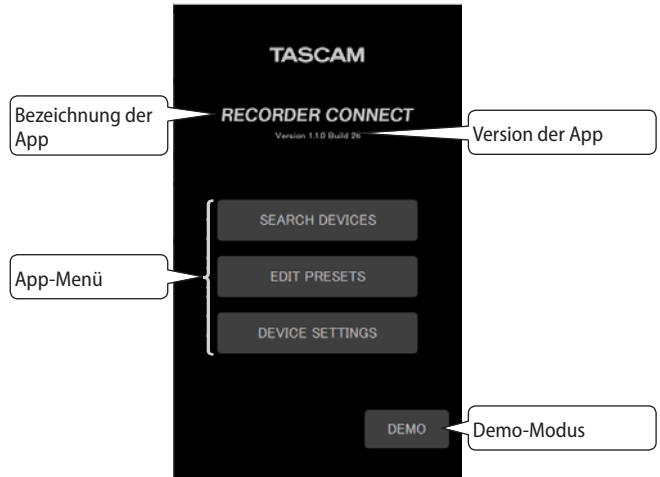 TASCAM
Bezeichnung der
App
RECORDER CONNECT
Version 1.1.0 Build 26
Version der App
SEARCH DEVICES
App-Menü
EDIT PRESETS
DEVICE SETTINGS
DEMO
Demo-Modus